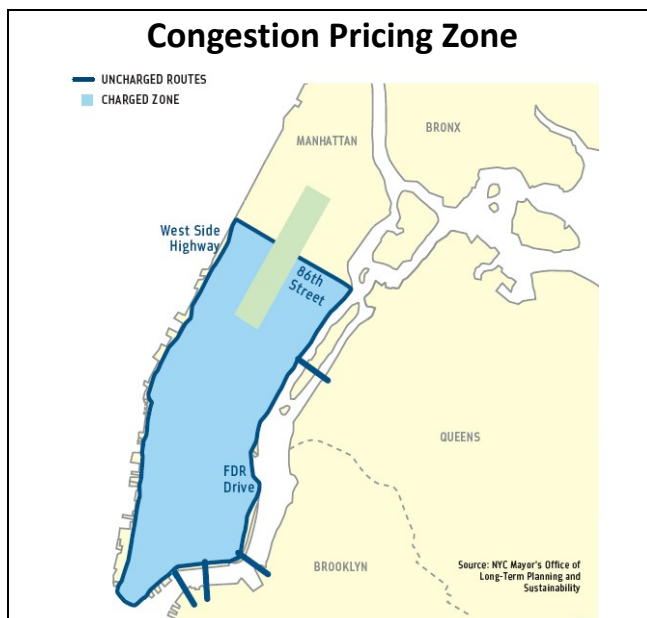 Congestion Pricing Zone
UNCHARGED ROUTES
CHARGED ZONE
BRONX
MANHATTAN
West Side
Highway
86th
Street
QUEENS
FDR
Drive
BROOKLYN
Source: NYC Mayor's Office of
Long-Term Planning and
Sustainability